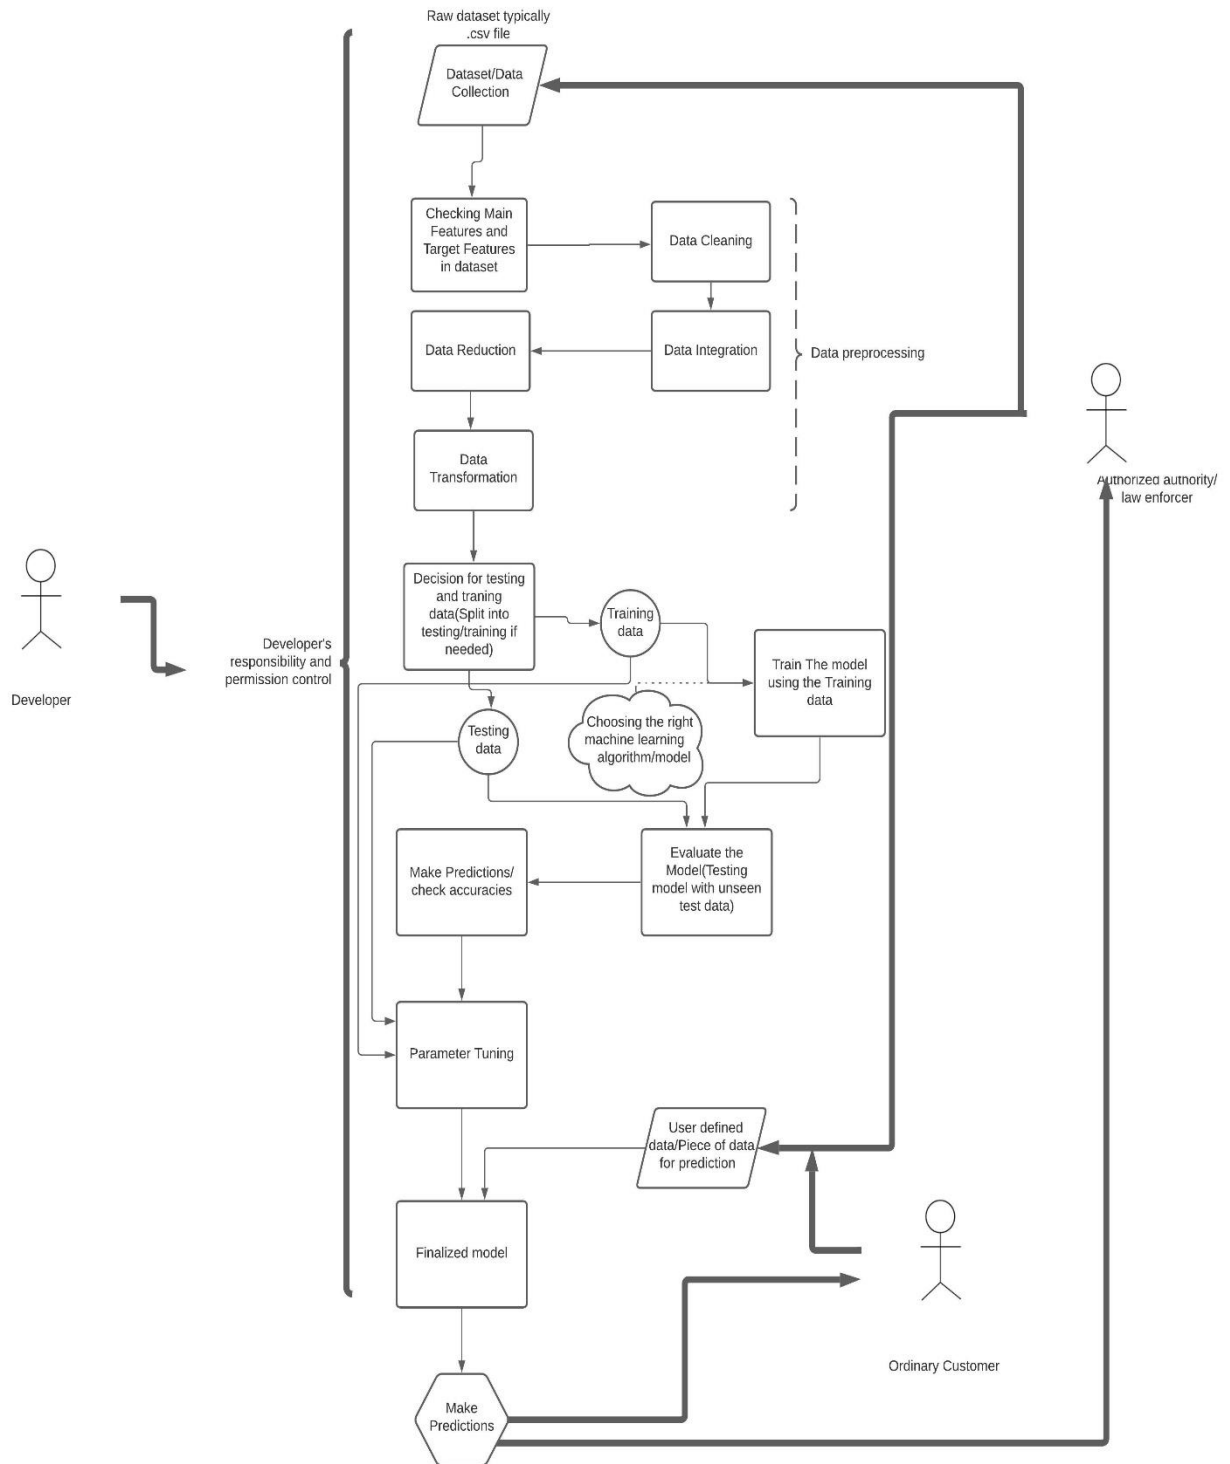 Raw dataset typically
.csv file
Dataset/Data
Collection
Checking Main
Features and
Target Features
in dataset
Data Cleaning
Data Reduction
Data Integration
Data preprocessing
Data
Transformation
Authorized authority/
law enforcer
Decision for testing
and traning
data(Split into
testing/training if
needed)
Training
data
Developer's
responsibility and
permission control
Developer
Train The model
using the Training
data
Testing
data
Choosing the right
machine learning
algorithm/model
Make Predictions/
check accuracies
Evaluate the
Model(Testing
model with unseen
test data)
Parameter Tuning
User defined
data/Piece of data
for prediction
Finalized model
Ordinary Customer
Make
Predictions